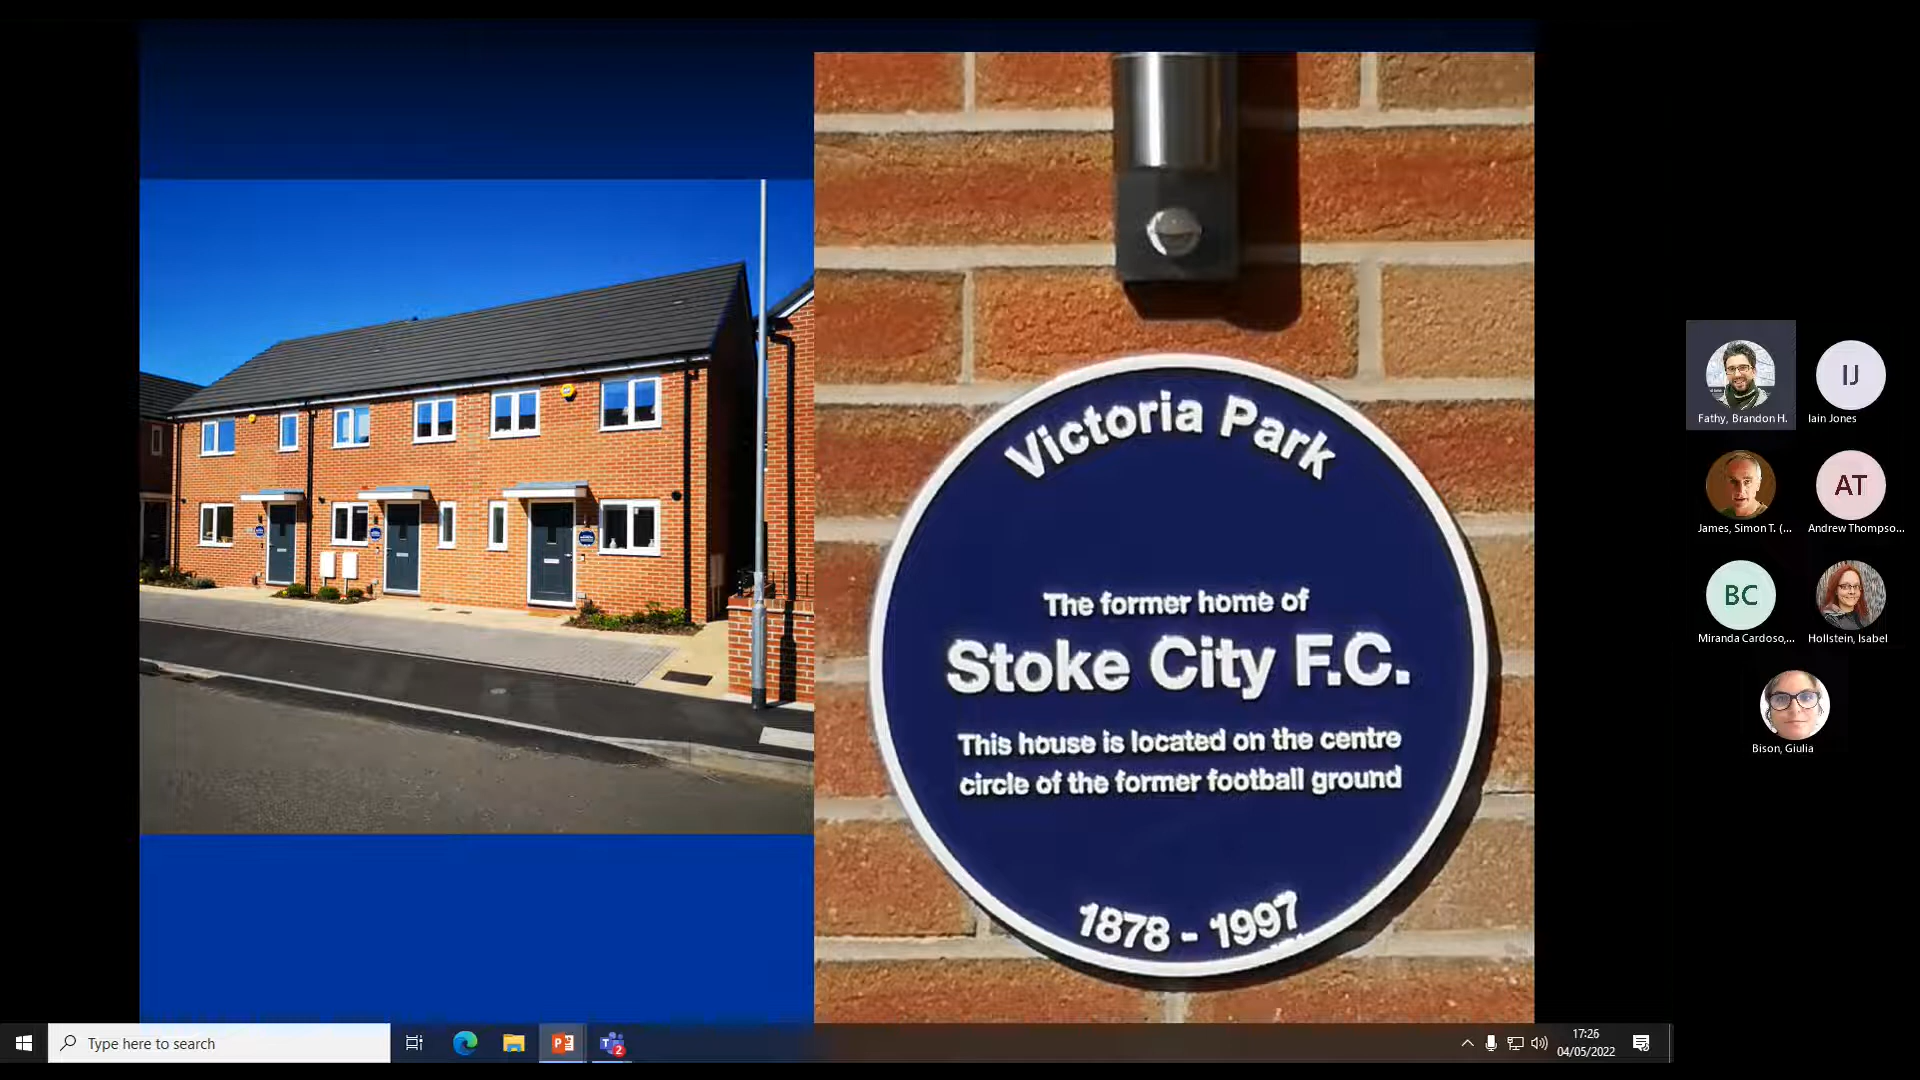 Victoria Park
The former home of
Stoke City F.C.
This house is located on the centre
circle of the former football ground
1878 - 1997
Fathy, Brandon H.
IJ
Iain Jones
James, Simon T. (...
AT
Andrew Thompso...
BC
Miranda Cardoso,...
Hollstein, Isabel
Bison, Giulia
Type here to search
2
17:26
04/05/2022